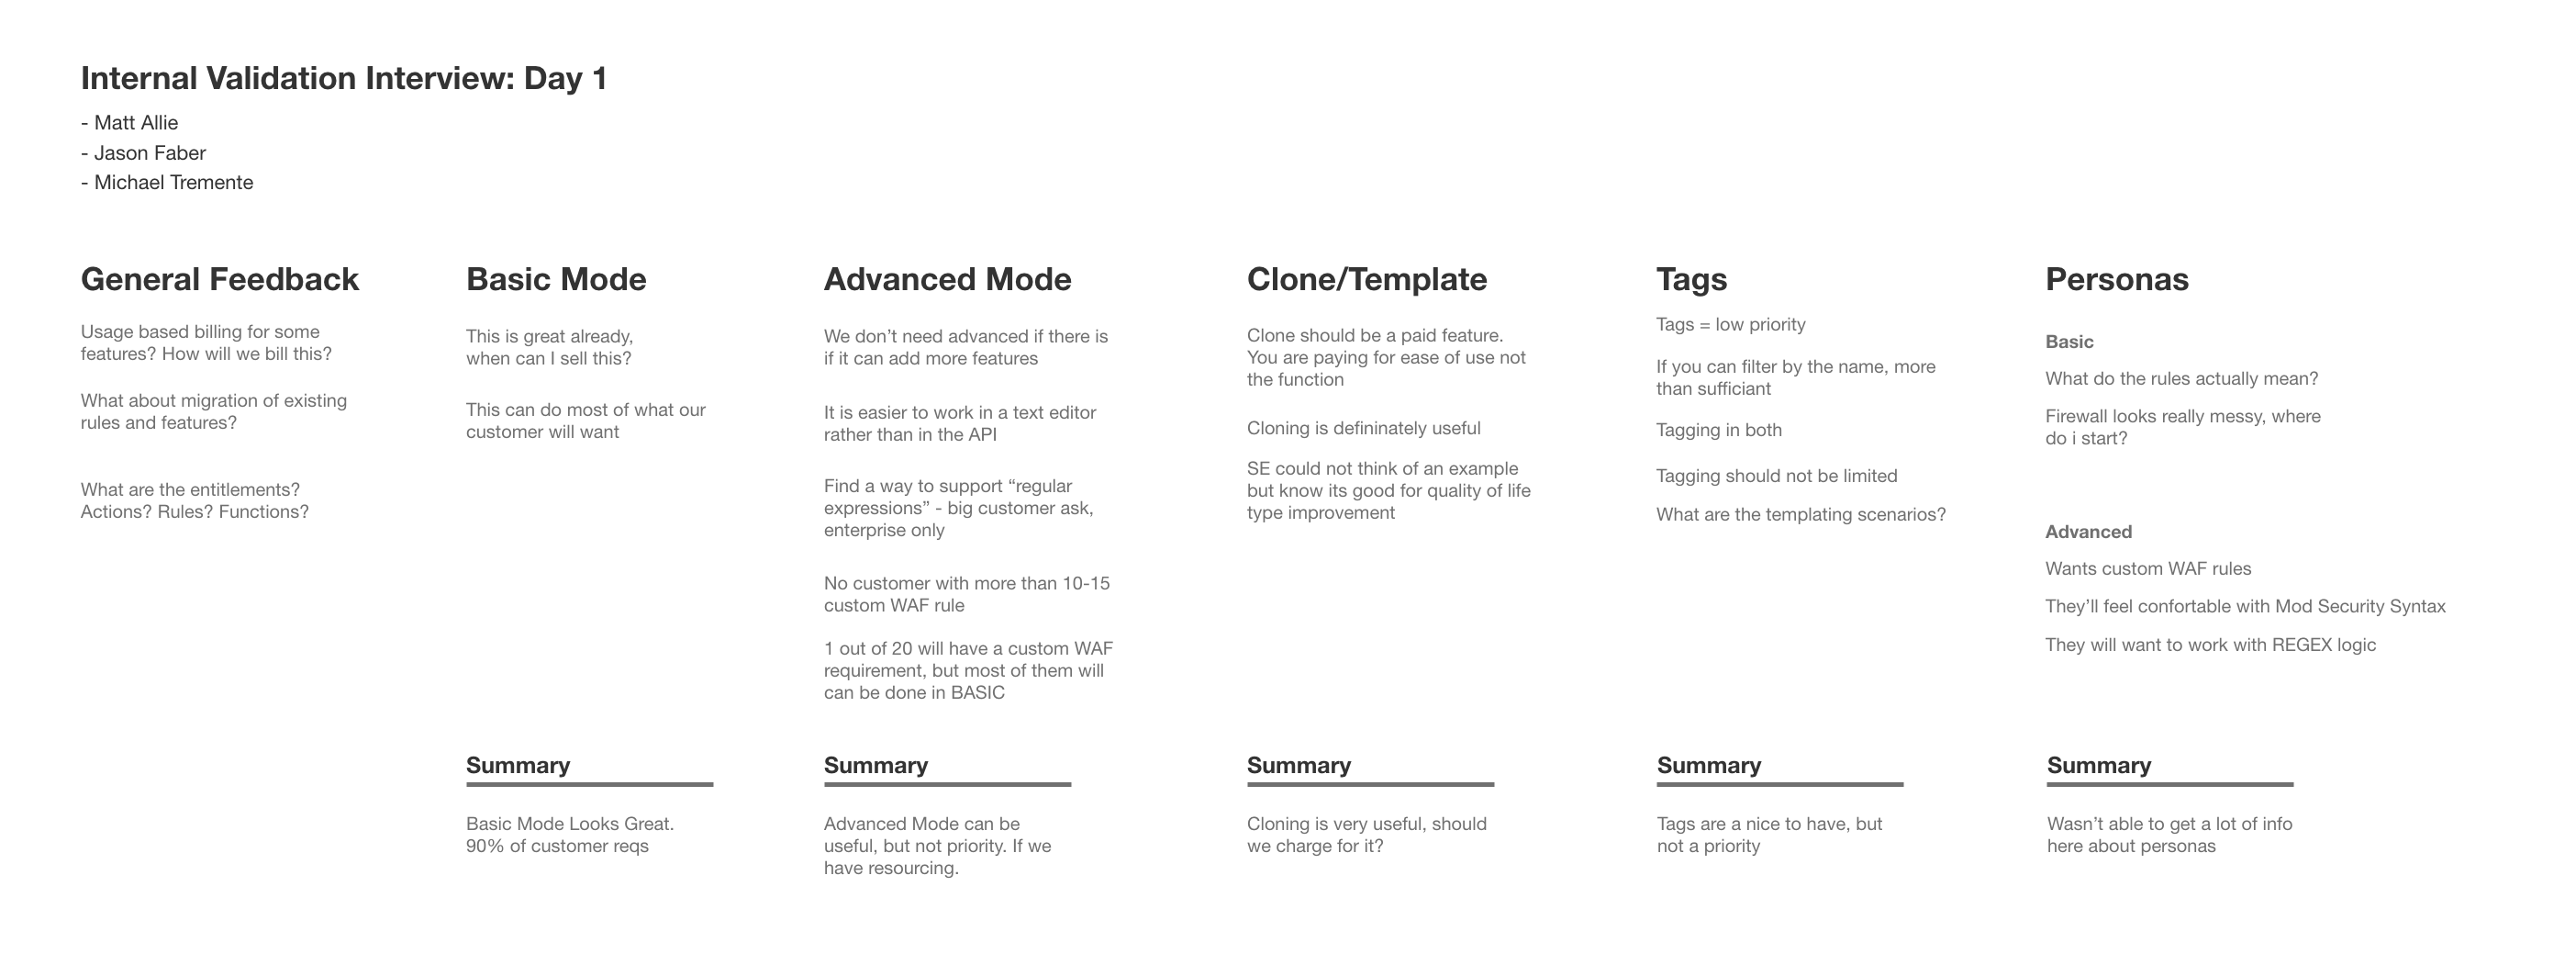 Internal Validation Interview: Day 1
- Matt Allie
- Jason Faber
- Michael Tremente
General Feedback
Usage based billing for some
features? How will we bill this?
What about migration of existing
rules and features?
What are the entitlements?
Actions? Rules? Functions?
Basic Mode
This is great already,
when can I sell this?
This can do most of what our
customer will want
Summary
Basic Mode Looks Great.
90% of customer reqs
Advanced Mode
We don’t need advanced if there is
if it can add more features
It is easier to work in a text editor
rather than in the API
Find a way to support “regular
expressions” - big customer ask,
enterprise only
No customer with more than 10-15
custom WAF rule
1 out of 20 will have a custom WAF
requirement, but most of them will
can be done in BASIC
Summary
Advanced Mode can be
useful, but not priority. If we
have resourcing.
Clone/Template
Clone should be a paid feature.
You are paying for ease of use not
the function
Cloning is defininately useful
SE could not think of an example
but know its good for quality of life
type improvement
Summary
Cloning is very useful, should
we charge for it?
Tags
Tags = low priority
If you can filter by the name, more
than sufficiant
Tagging in both
Tagging should not be limited
What are the templating scenarios?
Summary
Tags are a nice to have, but
not a priority
Personas
Basic
What do the rules actually mean?
Firewall looks really messy, where
do i start?
Advanced
Wants custom WAF rules
They’ll feel confortable with Mod Security Syntax
They will want to work with REGEX logic
Summary
Wasn’t able to get a lot of info
here about personas